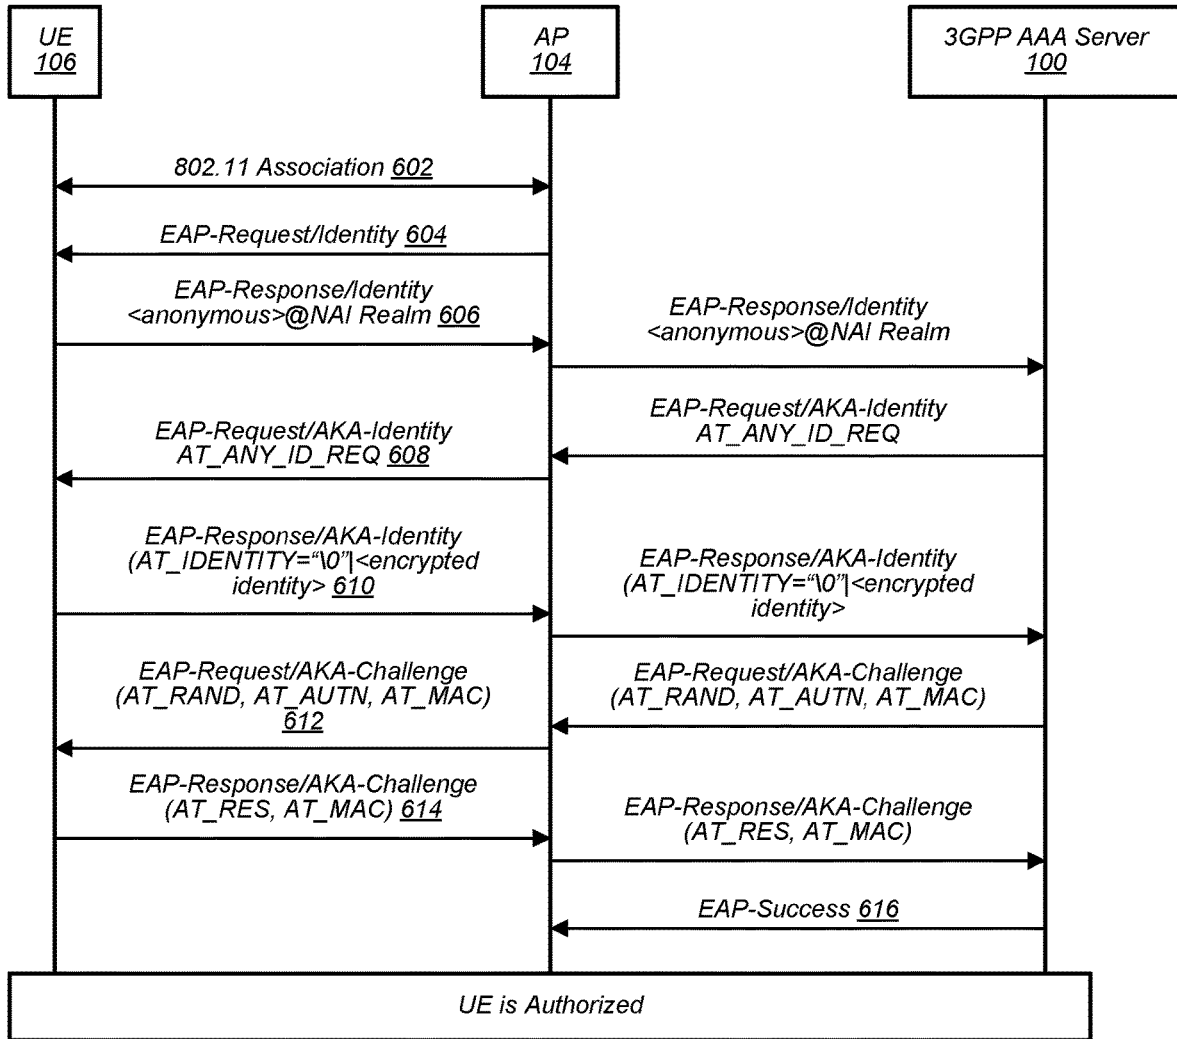 UE
106
AP
104
3GPP AAA Server
100
802.11 Association 602
EAP-Request/Identity 604
EAP-Response/Identity
<anonymous>@NAI Realm 606
EAP-Response/Identity
<anonymous>@NAI Realm
EAP-Request/AKA-Identity
AT_ANY_ID_REQ
EAP-Request/AKA-Identity
AT_ANY_ID_REQ 608
EAP-Response/AKA-Identity
(AT_IDENTITY=“\0”|<encrypted
identity> 610
EAP-Response/AKA-Identity
(AT_IDENTITY=“\0”|<encrypted
identity>
EAP-Request/AKA-Challenge
(AT_RAND, AT_AUTN, AT_MAC)
612
EAP-Request/AKA-Challenge
(AT_RAND, AT_AUTN, AT_MAC)
EAP-Response/AKA-Challenge
(AT_RES, AT_MAC) 614
EAP-Response/AKA-Challenge
(AT_RES, AT_MAC)
EAP-Success 616
UE is Authorized